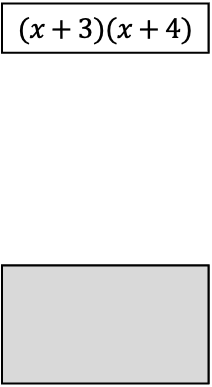 (x + 3)(x + 4)